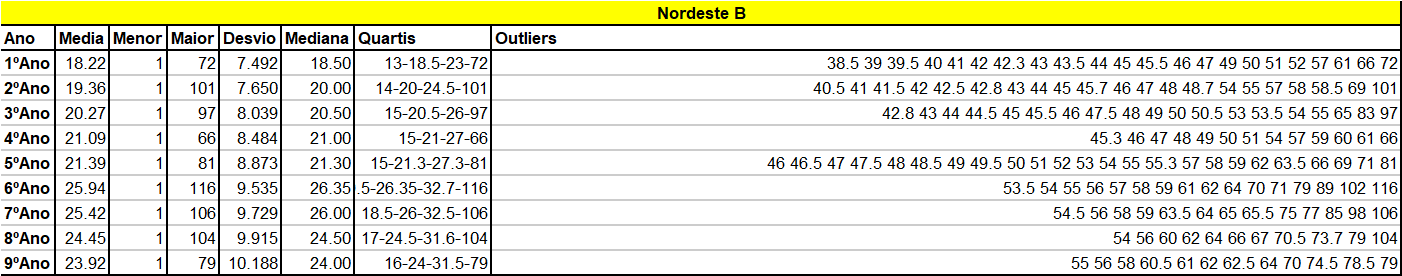 Nordeste B
Ano Media Menor Maior Desvio Mediana Quartis Outliers
1ºAno 18.22 1 72 7.492 18.50 13-18.5-23-72 38.5 39 39.5 40 41 42 42.3 43 43.5 44 45 45.5 46 47 49 50 51 52 57 61 66 72
2ºAno 19.36 1 101 7.650 20.00 14-20-24.5-101 40.5 41 41.5 42 42.5 42.8 43 44 45 45.7 46 47 48 48.7 54 55 57 58 58.5 69 101
3ºAno 20.27 1 97 8.039 20.50 15-20.5-26-97 42.8 43 44 44.5 45 45.5 46 47.5 48 49 50 50.5 53 53.5 54 55 65 83 97
4ºAno 21.09 1 66 8.484 21.00 15-21-27-66 45.3 46 47 48 49 50 51 54 57 59 60 61 66
5ºAno 21.39 1 81 8.873 21.30 15-21.3-27.3-81 46 46.5 47 47.5 48 48.5 49 49.5 50 51 52 53 54 55 55.3 57 58 59 62 63.5 66 69 71 81
6ºAno 25.94 1 116 9.535 26.35 .5-26.35-32.7-116 53.5 54 55 56 57 58 59 61 62 64 70 71 79 89 102 116
7ºAno 25.42 1 106 9.729 26.00 18.5-26-32.5-106 54.5 56 58 59 63.5 64 65 65.5 75 77 85 98 106
8ºAno 24.45 1 104 9.915 24.50 17-24.5-31.6-104 54 56 60 62 64 66 67 70.5 73.7 79 104
9ºAno 23.92 1 79 10.188 24.00 16-24-31.5-79 55 56 58 60.5 61 62 62.5 64 70 74.5 78.5 79